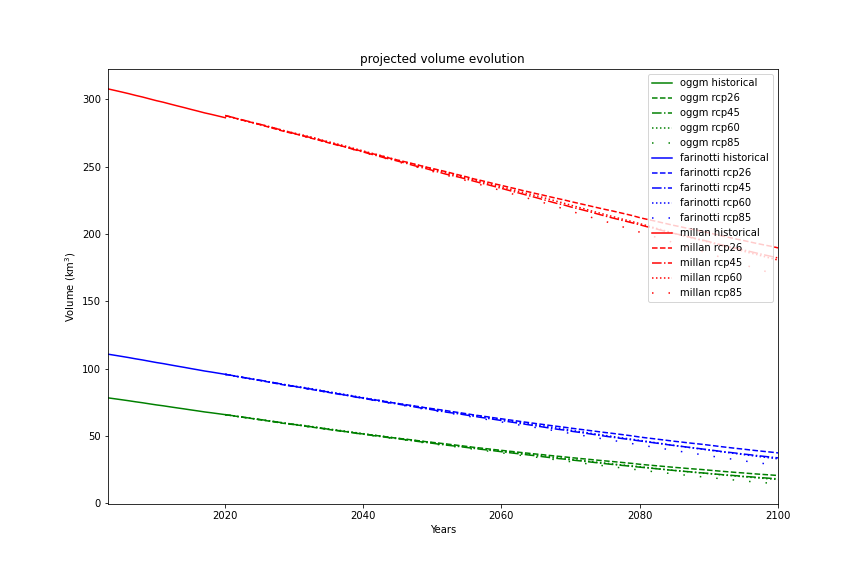 projected volume evolution
oggm historical
oggm rcp26
oggm rcp45
oggm rcp60
oggm rcp85
farinotti historical
farinotti rcp26
farinotti rcp45
farinotti rcp60
farinotti rcp85
millan historical
millan rcp26
millan rcp45
millan rcp60
millan rcp85
Volume (km³)
300
250
200
150
100
50
0
2020 2040 2060 2080 2100
Years